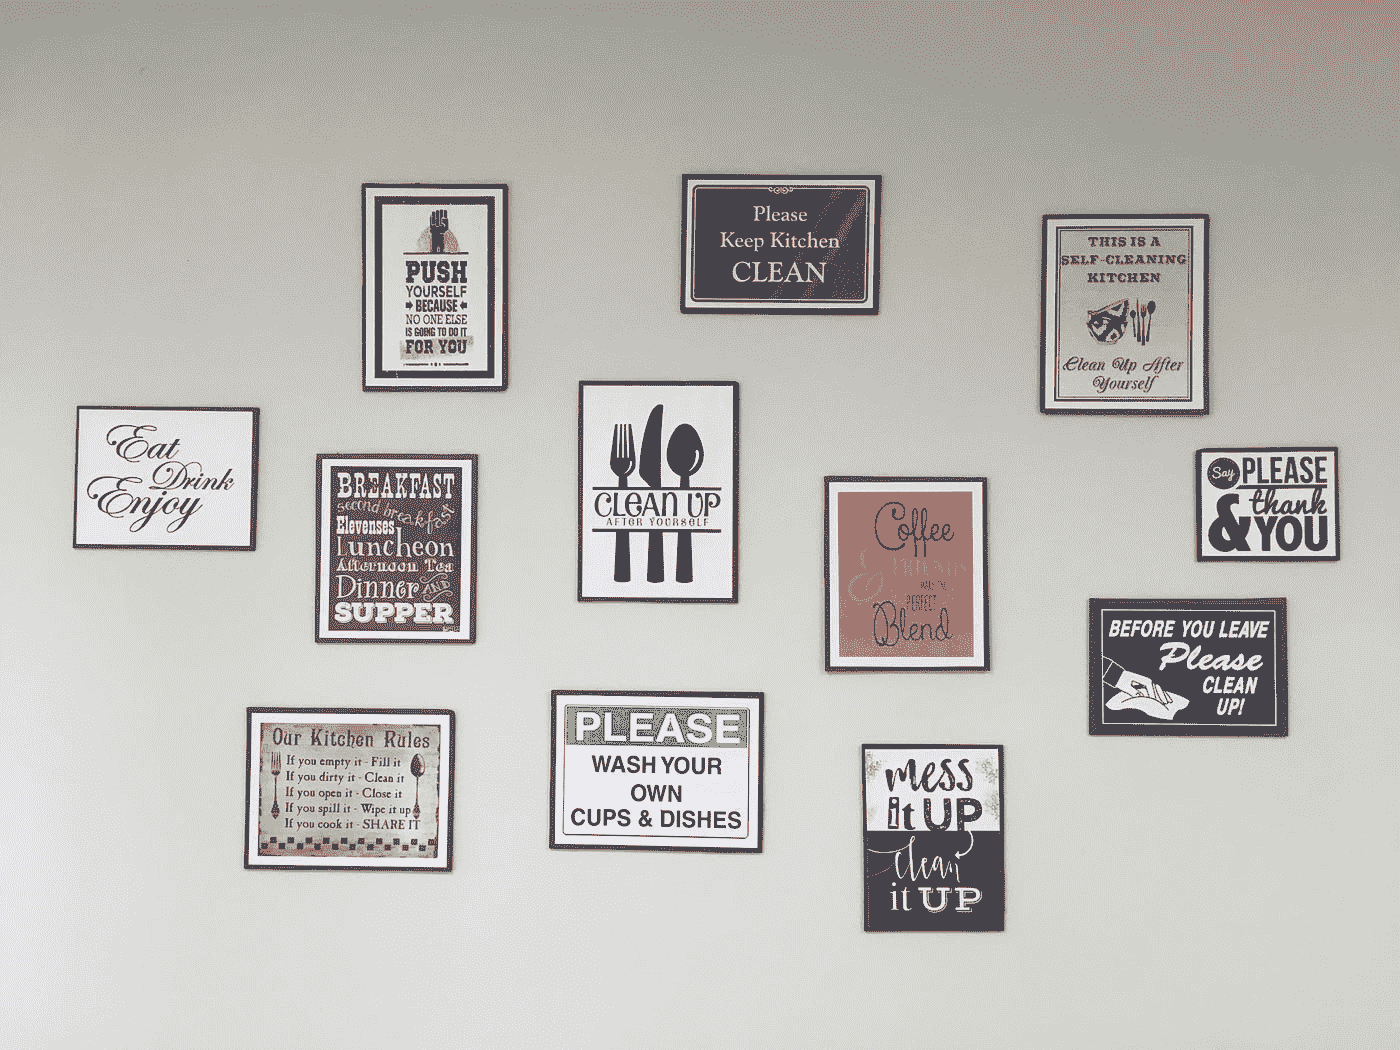 PUSH
YOURSELF
BECAUSE
NO ONE ELSE
IS GOING TO DO IT
FOR YOU
Please
Keep Kitchen
CLEAN
THIS IS A
SELF-CLEANING
KITCHEN
Clean Up After
Yourself
Eat
Drink
Enjoy
BREAKFAST
second breakfast
Elevenses
Luncheon
Afternoon Tea
Dinner AND
SUPPER
CLEAN UP
AFTER YOURSELF
Coffee
& friends
MAKE THE
PERFECT
Blend
Say PLEASE
& thank
YOU
BEFORE YOU LEAVE
Please
CLEAN
UP!
Our Kitchen Rules
If you empty it - Fill it
If you dirty it - Clean it
If you open it - Close it
If you spill it - Wipe it up
If you cook it - SHARE IT
PLEASE
WASH YOUR
OWN
CUPS & DISHES
mess
it UP
clean
it UP